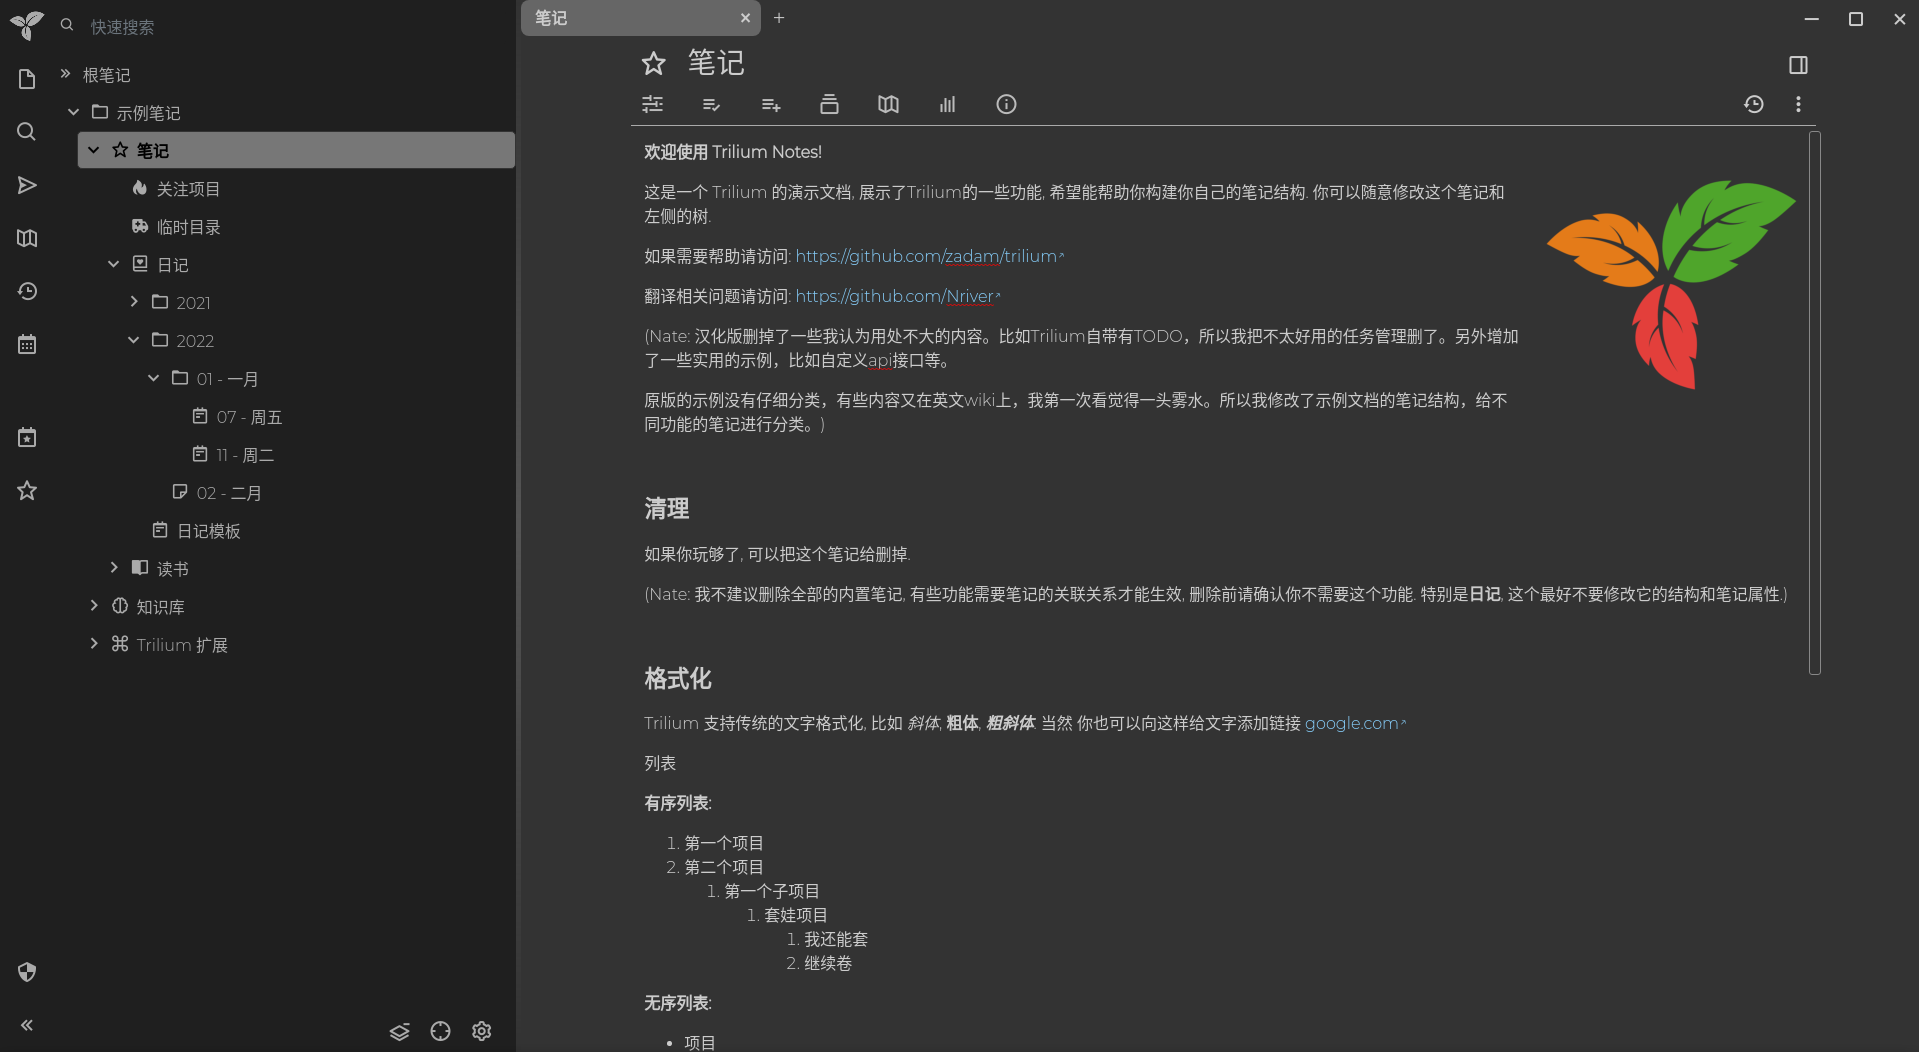 快速搜索
根笔记
示例笔记
笔记
关注项目
临时目录
日记
2021
2022
01 - 一月
07 - 周五
11 - 周二
02 - 二月
日记模板
读书
知识库
Trilium 扩展
笔记
笔记
欢迎使用 Trilium Notes!
这是一个 Trilium 的演示文档, 展示了Trilium的一些功能, 希望能帮助你构建你自己的笔记结构. 你可以随意修改这个笔记和
左侧的树.
如果需要帮助请访问: https://github.com/zadam/trilium
翻译相关问题请访问: https://github.com/Nriver
(Nate: 汉化版删掉了一些我认为用处不大的内容。比如Trilium自带有TODO，所以我把不太好用的任务管理删了。另外增加
了一些实用的示例，比如自定义api接口等。
原版的示例没有仔细分类，有些内容又在英文wiki上，我第一次看觉得一头雾水。所以我修改了示例文档的笔记结构，给不
同功能的笔记进行分类。)
清理
如果你玩够了, 可以把这个笔记给删掉.
(Nate: 我不建议删除全部的内置笔记, 有些功能需要笔记的关联关系才能生效, 删除前请确认你不需要这个功能. 特别是日记, 这个最好不要修改它的结构和笔记属性.)
格式化
Trilium 支持传统的文字格式化, 比如 斜体, 粗体, 粗斜体. 当然 你也可以向这样给文字添加链接 google.com
列表
有序列表:
1. 第一个项目
2. 第二个项目
1. 第一个子项目
1. 套娃项目
1. 我还能套
2. 继续卷
无序列表:
• 项目